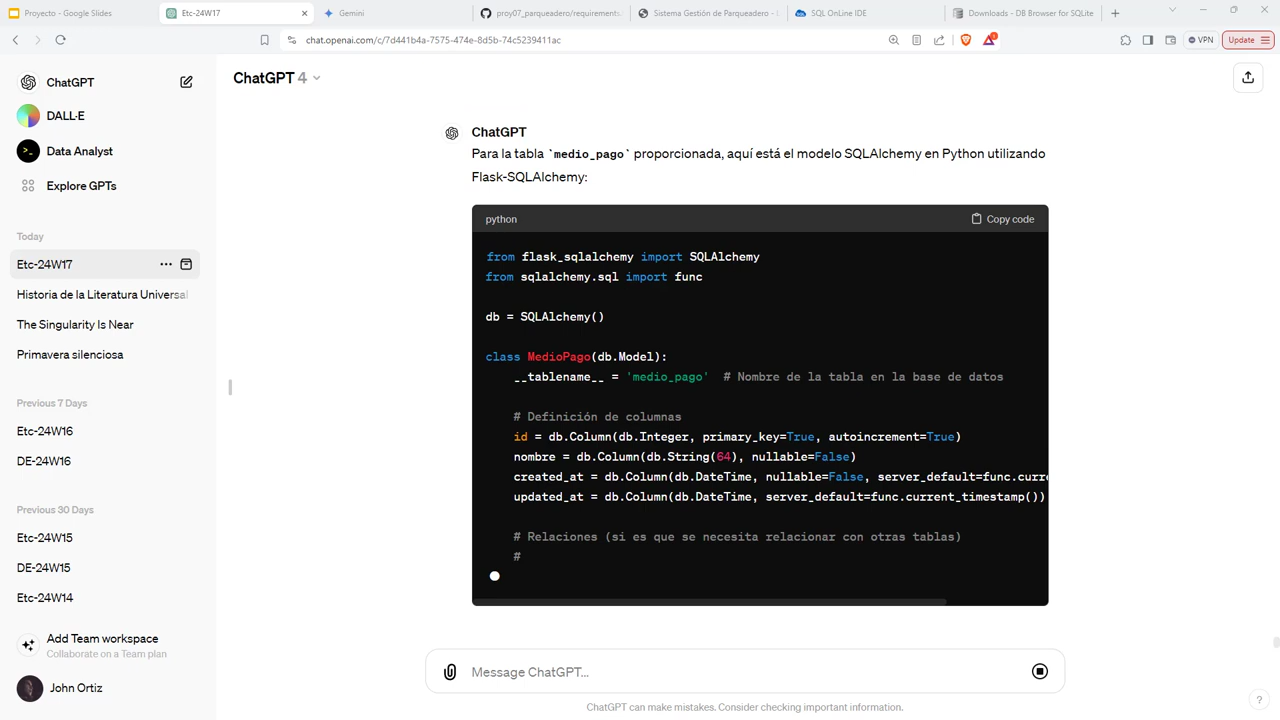 Proyecto - Google Slides
Etc-24W17
Gemini
proy07_parqueadero/requirements.
Sistema Gestión de Parqueadero - L
SQL OnLine IDE
Downloads - DB Browser for SQLite
chat.openai.com/c/7d441b4a-7575-474e-8d5b-74c5239411ac
VPN
Update
ChatGPT
DALL·E
Data Analyst
Explore GPTs
Today
Etc-24W17
Historia de la Literatura Universal
The Singularity Is Near
Primavera silenciosa
Previous 7 Days
Etc-24W16
DE-24W16
Previous 30 Days
Etc-24W15
DE-24W15
Etc-24W14
Add Team workspace
Collaborate on a Team plan
John Ortiz
ChatGPT 4
ChatGPT
Para la tabla `medio_pago` proporcionada, aquí está el modelo SQLAlchemy en Python utilizando
Flask-SQLAlchemy:
python
Copy code
from flask_sqlalchemy import SQLAlchemy
from sqlalchemy.sql import func
db = SQLAlchemy()
class MedioPago(db.Model):
__tablename__ = 'medio_pago'  # Nombre de la tabla en la base de datos
# Definición de columnas
id = db.Column(db.Integer, primary_key=True, autoincrement=True)
nombre = db.Column(db.String(64), nullable=False)
created_at = db.Column(db.DateTime, nullable=False, server_default=func.curr
updated_at = db.Column(db.DateTime, server_default=func.current_timestamp())
# Relaciones (si es que se necesita relacionar con otras tablas)
#
Message ChatGPT...
ChatGPT can make mistakes. Consider checking important information.
?